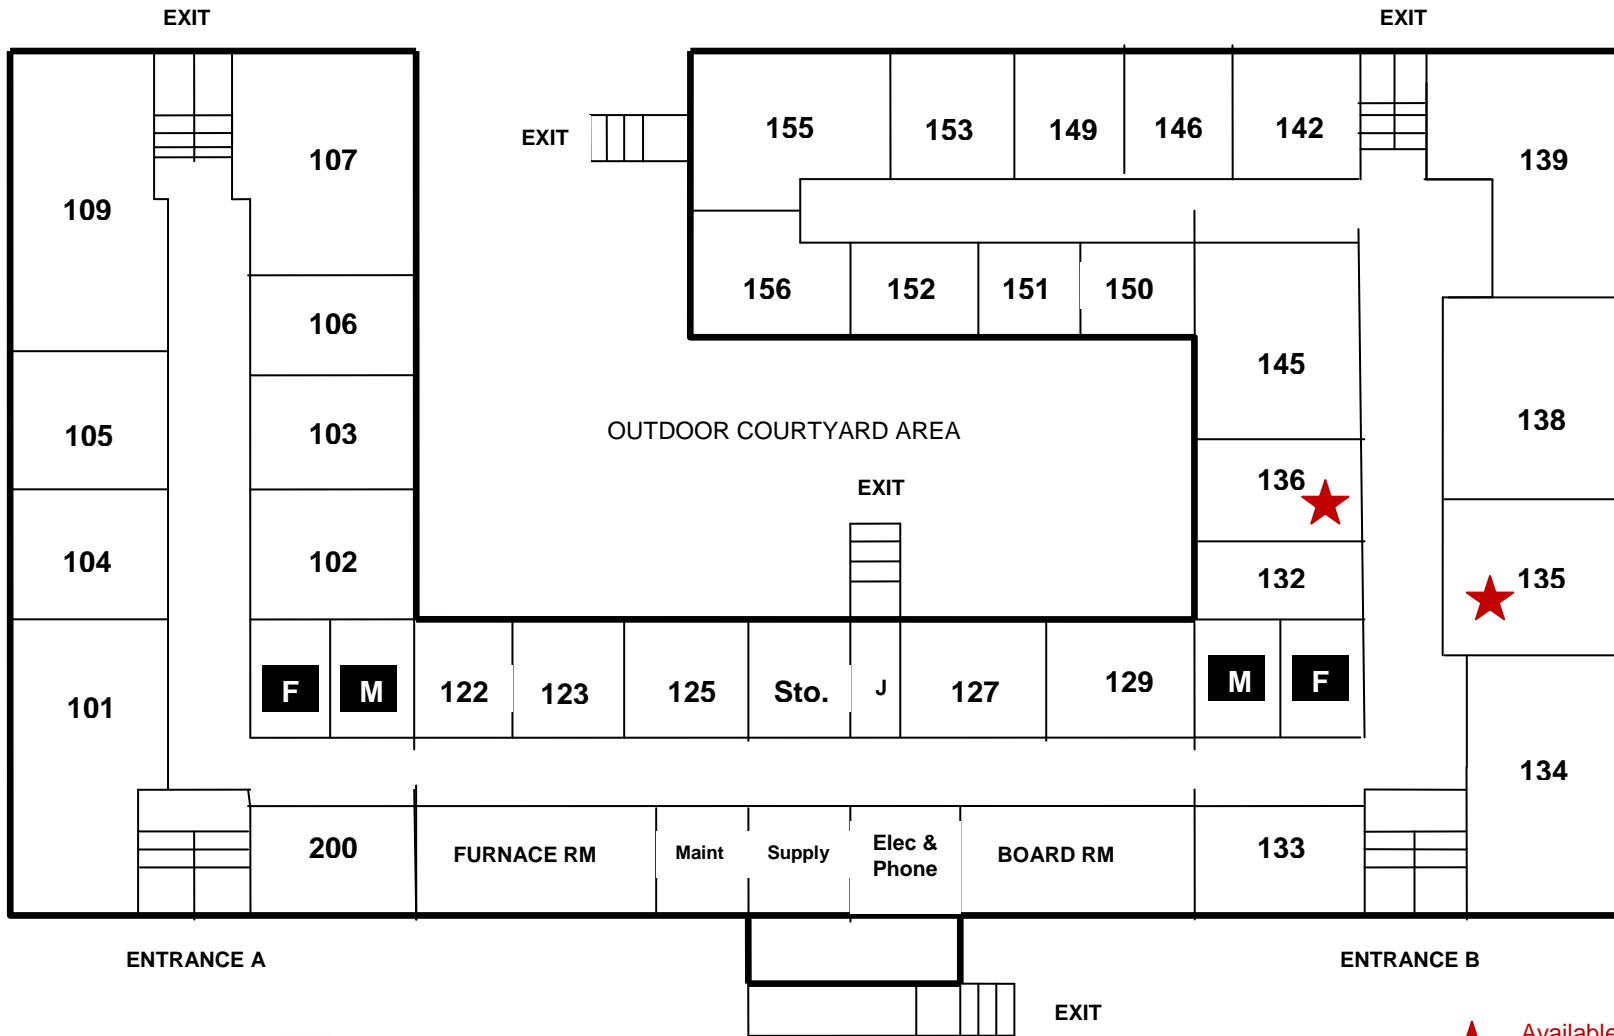 EXIT
EXIT
155
153
149
146
142
EXIT
107
139
109
156
152
151
150
106
145
105
103
OUTDOOR COURTYARD AREA
138
136
EXIT
104
102
132
135
F
M
122
123
125
Sto.
J
127
129
M
F
101
134
200
FURNACE RM
Maint
Supply
Elec &
Phone
BOARD RM
133
ENTRANCE A
ENTRANCE B
EXIT
Available